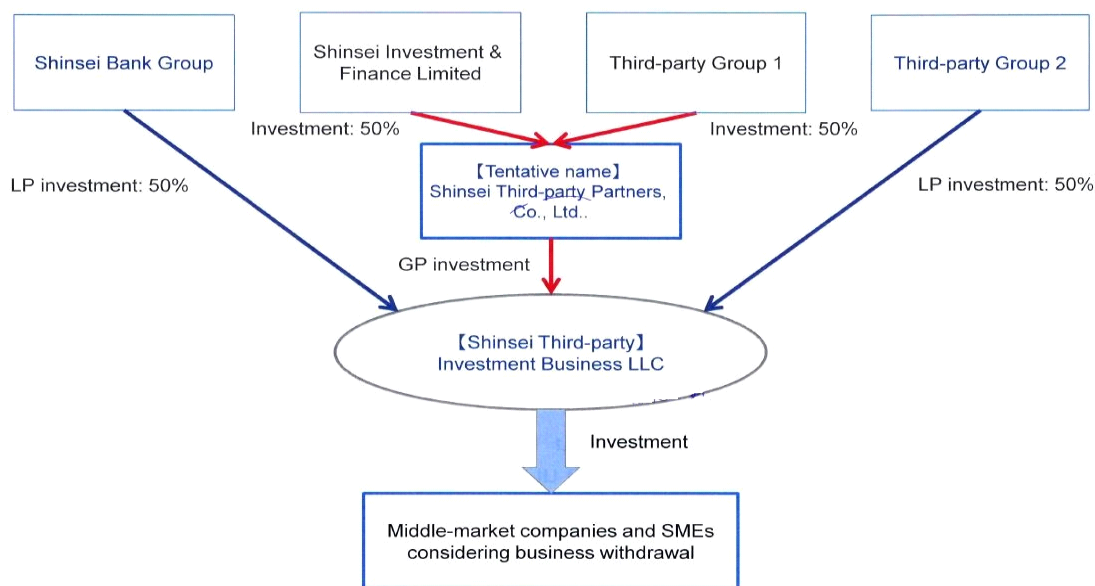 Shinsei Bank Group
Shinsei Investment &
Finance Limited
Third-party Group 1
Third-party Group 2
Investment: 50%
Investment: 50%
LP investment: 50%
LP investment: 50%
【Tentative name】
Shinsei Third-party Partners,
Co., Ltd..
GP investment
【Shinsei Third-party】
Investment Business LLC
Investment
Middle-market companies and SMEs
considering business withdrawal